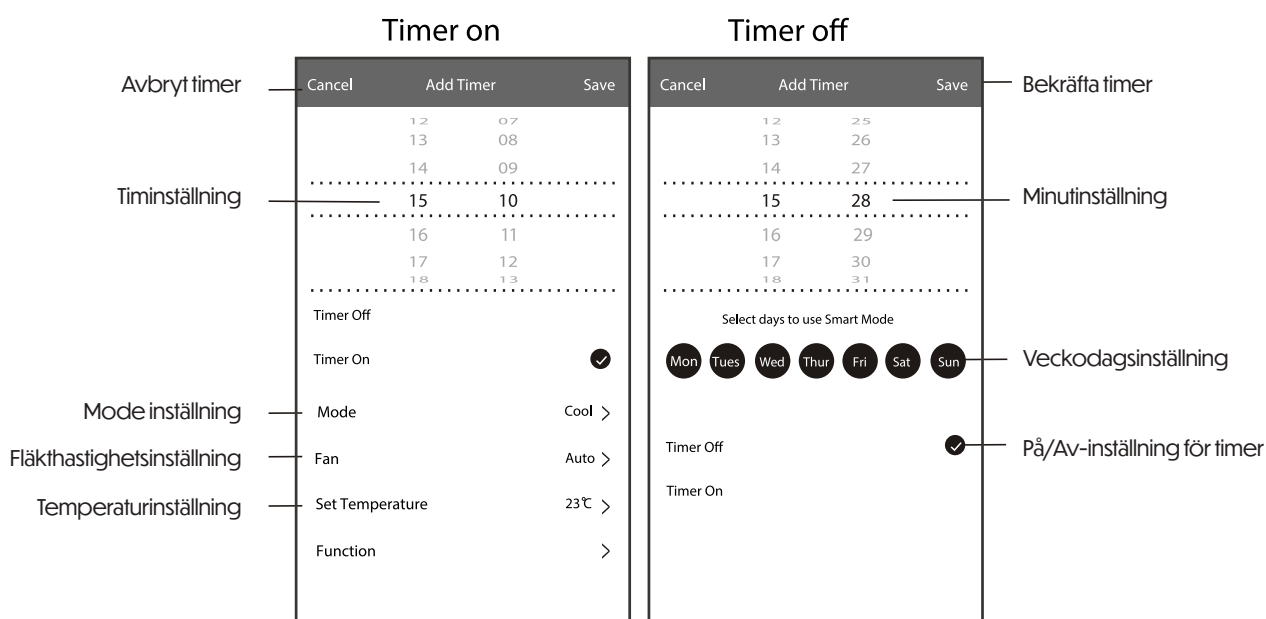 Timer on
Timer off
Avbryt timer
Cancel Add Timer Save
Cancel Add Timer Save
Bekräfta timer
12 07
13 08
14 09
Timinställning
15 10
16 11
17 12
18 13
12 25
13 26
14 27
15 28
Minutinställning
16 29
17 30
18 31
Timer Off
Timer On
Mode inställning
Mode Cool >
Fläkthastighetsinställning
Fan Auto >
Temperaturinställning
Set Temperature 23℃ >
Function >
Select days to use Smart Mode
Mon Tues Wed Thur Fri Sat Sun
Veckodagsinställning
Timer Off
På/Av-inställning för timer
Timer On